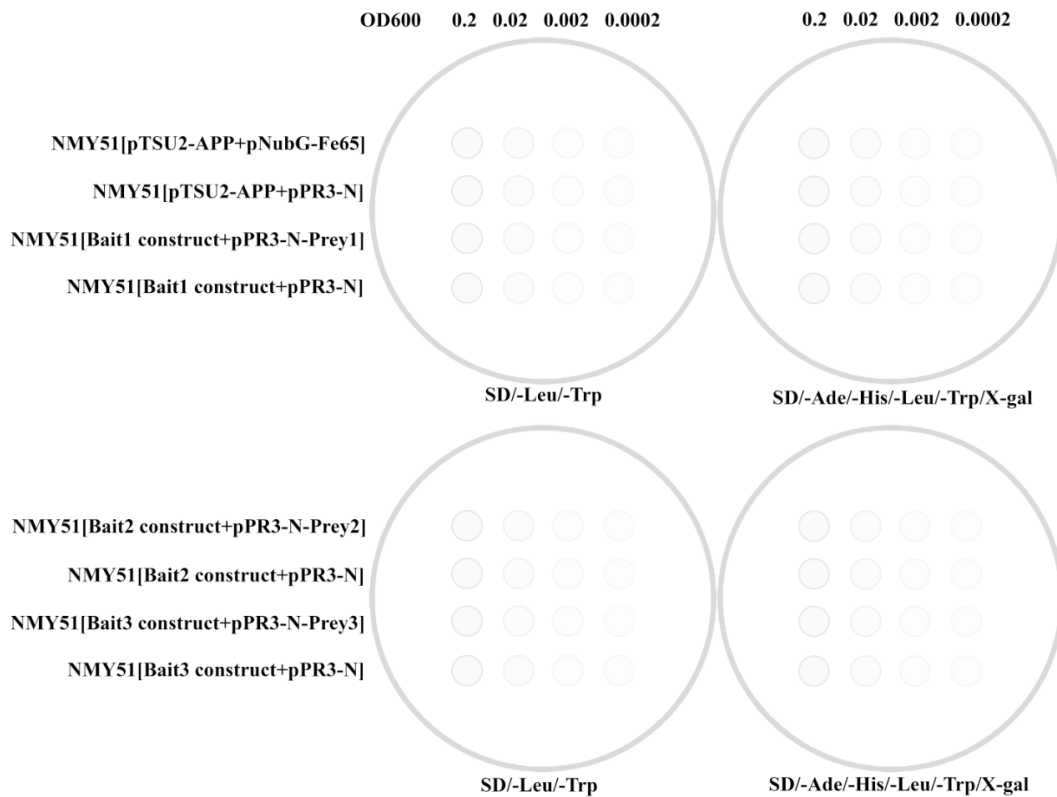 OD600 0.2 0.02 0.002 0.0002 0.2 0.02 0.002 0.0002
NMY51[pTSU2-APP+pNubG-Fe65]
NMY51[pTSU2-APP+pPR3-N]
NMY51[Bait1 construct+pPR3-N-Prey1]
NMY51[Bait1 construct+pPR3-N]
SD/-Leu/-Trp SD/-Ade/-His/-Leu/-Trp/X-gal
NMY51[Bait2 construct+pPR3-N-Prey2]
NMY51[Bait2 construct+pPR3-N]
NMY51[Bait3 construct+pPR3-N-Prey3]
NMY51[Bait3 construct+pPR3-N]
SD/-Leu/-Trp SD/-Ade/-His/-Leu/-Trp/X-gal